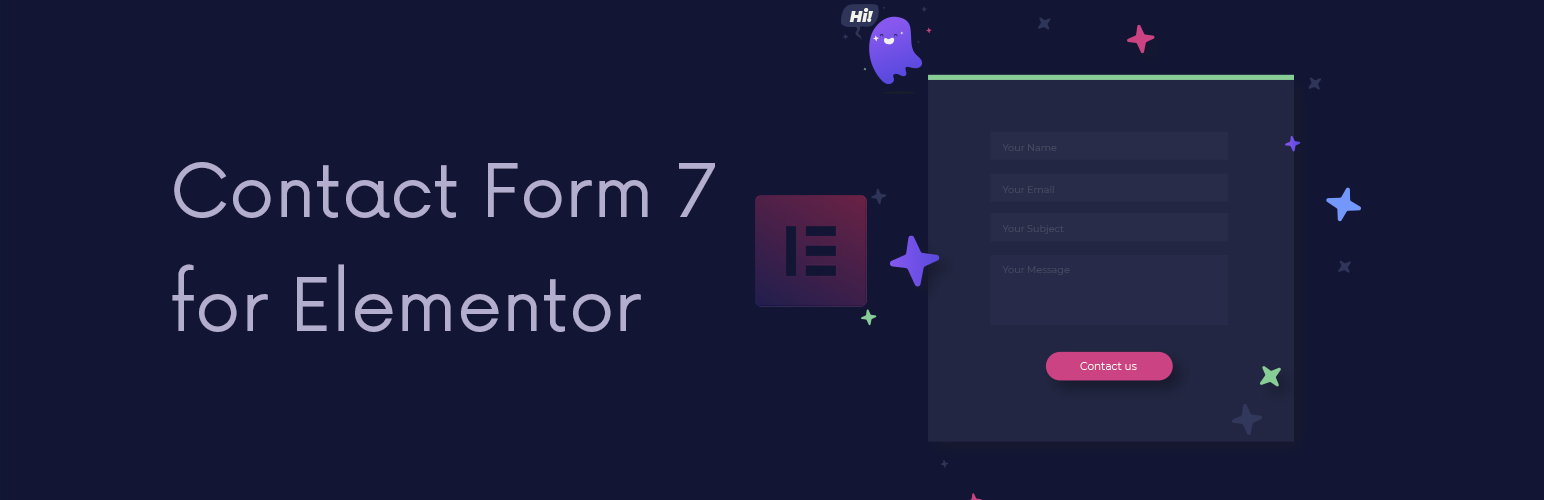 Hi!
Contact Form 7
for Elementor
Your Name
Your Email
Your Subject
Your Message
Contact us